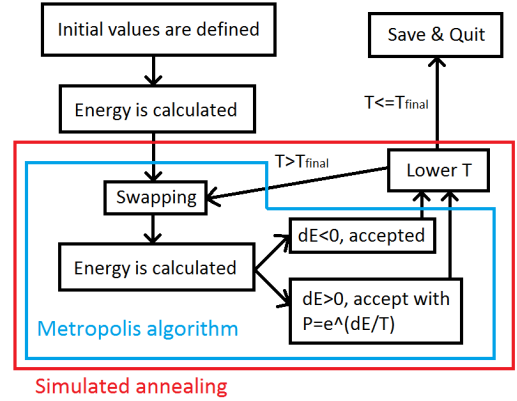 Initial values are defined
Save & Quit
Energy is calculated
T<=Tfinal
T>Tfinal
Lower T
Swapping
dE<0, accepted
Energy is calculated
dE>0, accept with
P=e^(dE/T)
Metropolis algorithm
Simulated annealing